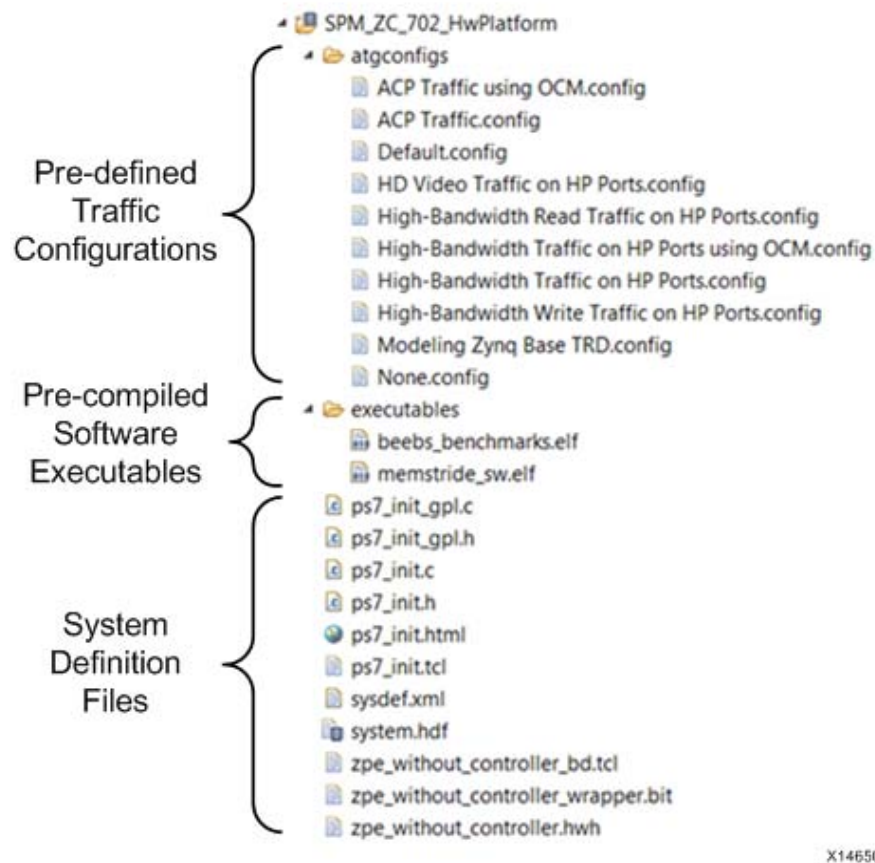 SPM_ZC_702_HwPlatform
atgconfigs
ACP Traffic using OCM.config
ACP Traffic.config
Default.config
HD Video Traffic on HP Ports.config
High-Bandwidth Read Traffic on HP Ports.config
High-Bandwidth Traffic on HP Ports using OCM.config
High-Bandwidth Traffic on HP Ports.config
High-Bandwidth Write Traffic on HP Ports.config
Modeling Zynq Base TRD.config
None.config
Pre-defined
Traffic
Configurations
executables
beebs_benchmarks.elf
memstride_sw.elf
Pre-compiled
Software
Executables
ps7_init_gpl.c
ps7_init_gpl.h
ps7_init.c
ps7_init.h
ps7_init.html
ps7_init.tcl
sysdef.xml
system.hdf
zpe_without_controller_bd.tcl
zpe_without_controller_wrapper.bit
zpe_without_controller.hwh
System
Definition
Files